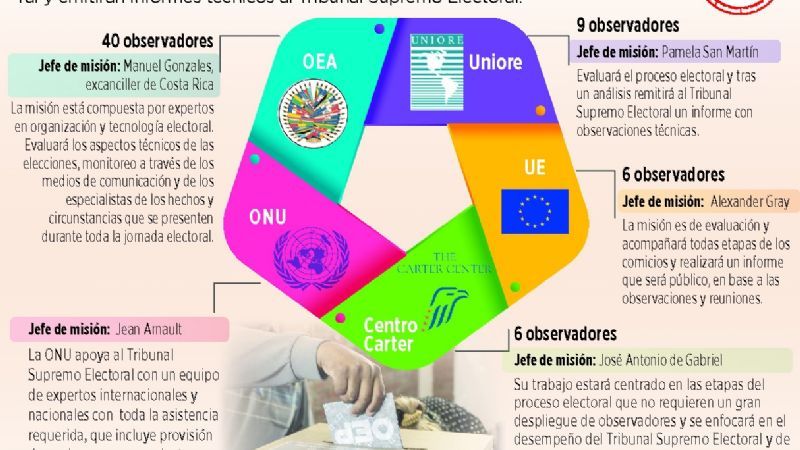 ral y emitirán informes técnicos al Tribunal Supremo Electoral.
40 observadores
Jefe de misión: Manuel Gonzales,
excanciller de Costa Rica
La misión está compuesta por expertos
en organización y tecnología electoral.
Evaluará los aspectos técnicos de las
elecciones, monitoreo a través de los
medios de comunicación y de los
especialistas de los hechos y
circunstancias que se presenten
durante toda la jornada electoral.
OEA
UNIORE
Uniore
9 observadores
Jefe de misión: Pamela San Martín
Evaluará el proceso electoral y tras
un análisis remitirá al Tribunal
Supremo Electoral un informe con
observaciones técnicas.
UE
6 observadores
Jefe de misión: Alexander Gray
La misión es de evaluación y
acompañará todas etapas de los
comicios y realizará un informe
que será público, en base a las
observaciones y reuniones.
ONU
Jefe de misión: Jean Arnault
La ONU apoya al Tribunal
Supremo Electoral con un equipo
de expertos internacionales y
nacionales con toda la asistencia
requerida, que incluye provisión
THE
CARTER CENTER
Centro
Carter
6 observadores
Jefe de misión: José Antonio de Gabriel
Su trabajo estará centrado en las etapas del
proceso electoral que no requieren un gran
despliegue de observadores y se enfocará en el
desempeño del Tribunal Supremo Electoral y de
OEP